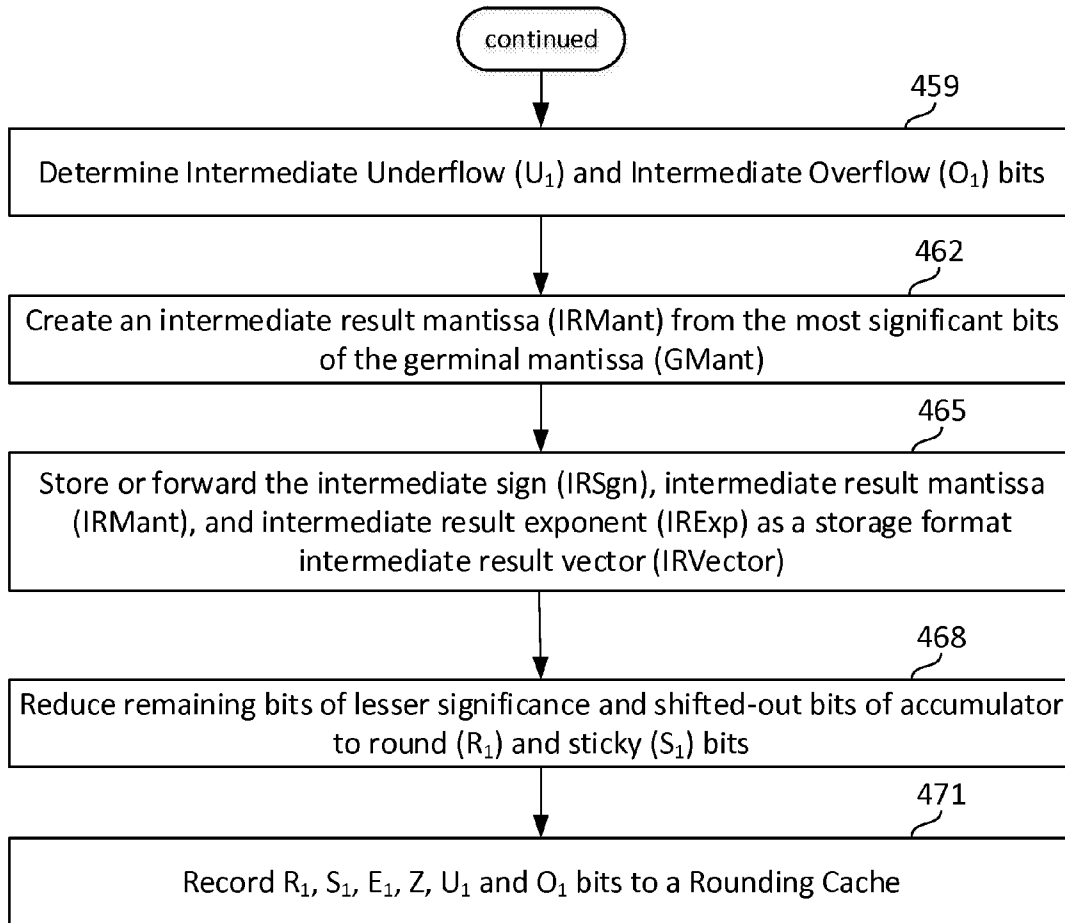 continued
459
Determine Intermediate Underflow (U₁) and Intermediate Overflow (O₁) bits
462
Create an intermediate result mantissa (IRMant) from the most significant bits
of the germinal mantissa (GMant)
465
Store or forward the intermediate sign (IRSgn), intermediate result mantissa
(IRMant), and intermediate result exponent (IRExp) as a storage format
intermediate result vector (IRVector)
468
Reduce remaining bits of lesser significance and shifted-out bits of accumulator
to round (R₁) and sticky (S₁) bits
471
Record R₁, S₁, E₁, Z, U₁ and O₁ bits to a Rounding Cache